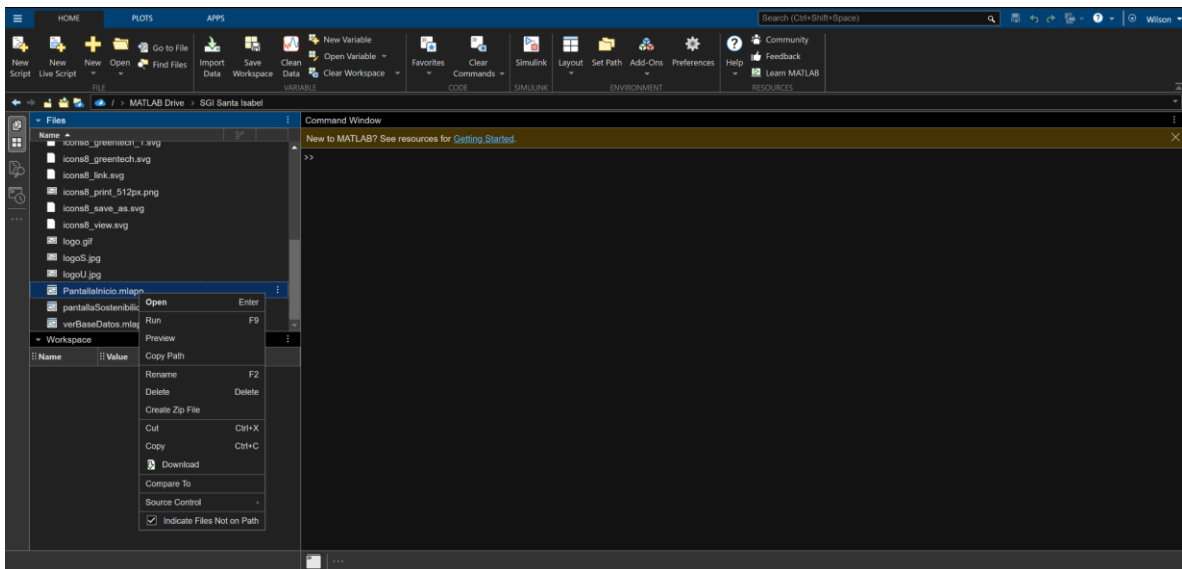 HOME PLOTS APPS Search (Ctrl+Shift+Space) Wilson
New Script
New Live Script
New
Open
Go to File
Find Files
Import Data
Save Workspace
Clean Data
New Variable
Open Variable
Clear Workspace
Favorites
Clear Commands
Simulink
Layout
Set Path
Add-Ons
Preferences
Help
Community
Feedback
Learn MATLAB
FILE VARIABLE CODE SIMULINK ENVIRONMENT RESOURCES
/ > MATLAB Drive > SGI Santa Isabel
Files
Name
icons8_greentech_1.svg
icons8_greentech.svg
icons8_link.svg
icons8_print_512px.png
icons8_save_as.svg
icons8_view.svg
logo.gif
logoS.jpg
logoU.jpg
PantallaInicio.mlapp
pantallaSostenibilid
verBaseDatos.mlap
Workspace
Name Value
Open Enter
Run F9
Preview
Copy Path
Rename F2
Delete Delete
Create Zip File
Cut Ctrl+X
Copy Ctrl+C
Download
Compare To
Source Control
Indicate Files Not on Path
Command Window
New to MATLAB? See resources for Getting Started.
>>